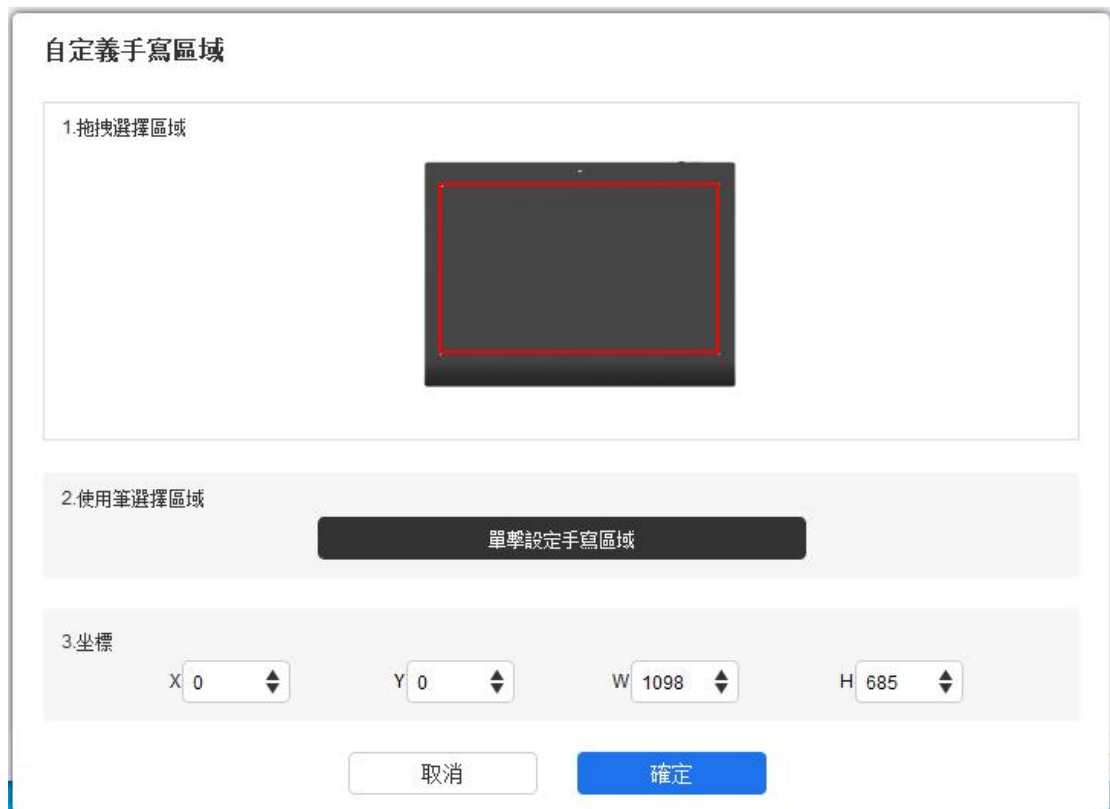 自定義手寫區域
1.拖拽選擇區域
2.使用筆選擇區域
單擊設定手寫區域
3.坐標
X 0 Y 0 W 1098 H 685
取消 確定